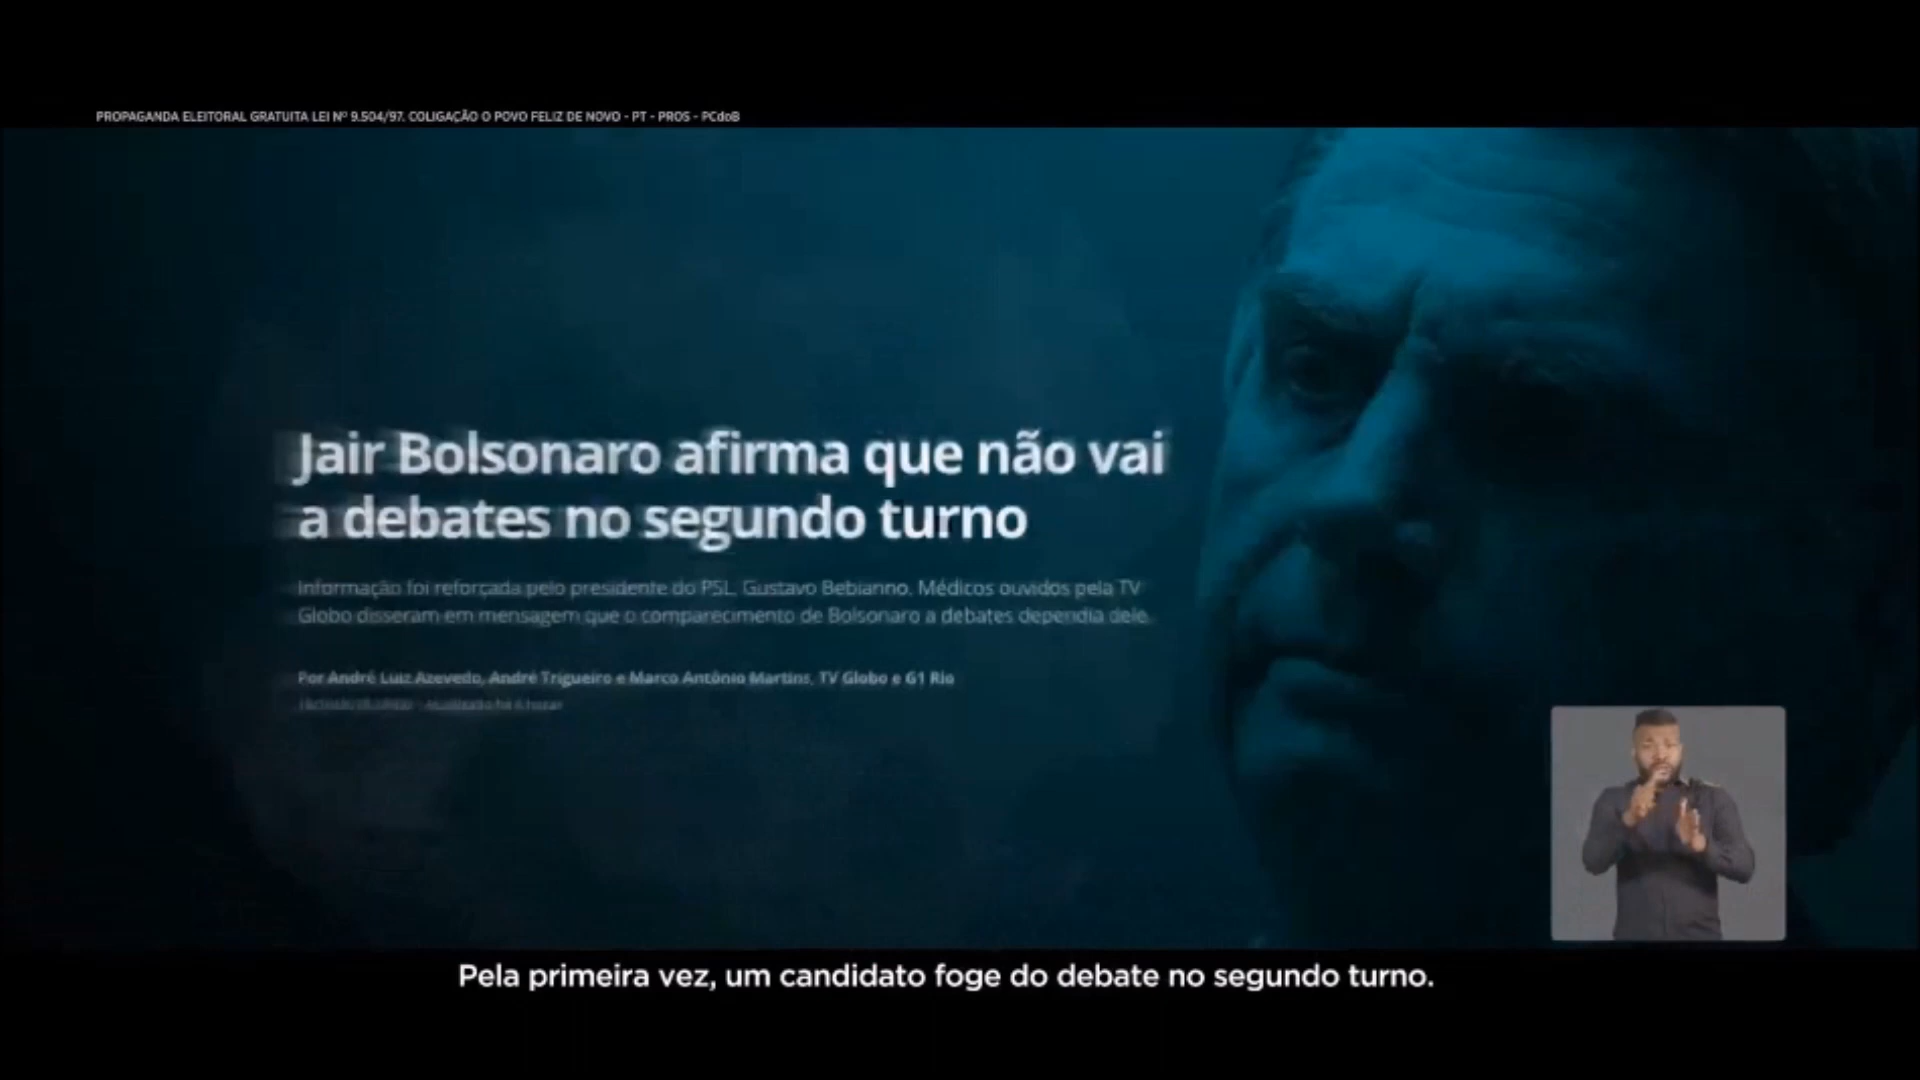 PROPAGANDA ELEITORAL GRATUITA LEI Nº 9.504/97. COLIGAÇÃO O POVO FELIZ DE NOVO - PT - PROS - PCdoB
Jair Bolsonaro afirma que não vai
a debates no segundo turno
Informação foi reforçada pelo presidente do PSL, Gustavo Bebianno. Médicos ouvidos pela TV
Globo disseram em mensagem que o comparecimento de Bolsonaro a debates dependia dele.
Por André Luiz Azevedo, André Trigueiro e Marco Antônio Martins, TV Globo e G1 Rio
Pela primeira vez, um candidato foge do debate no segundo turno.